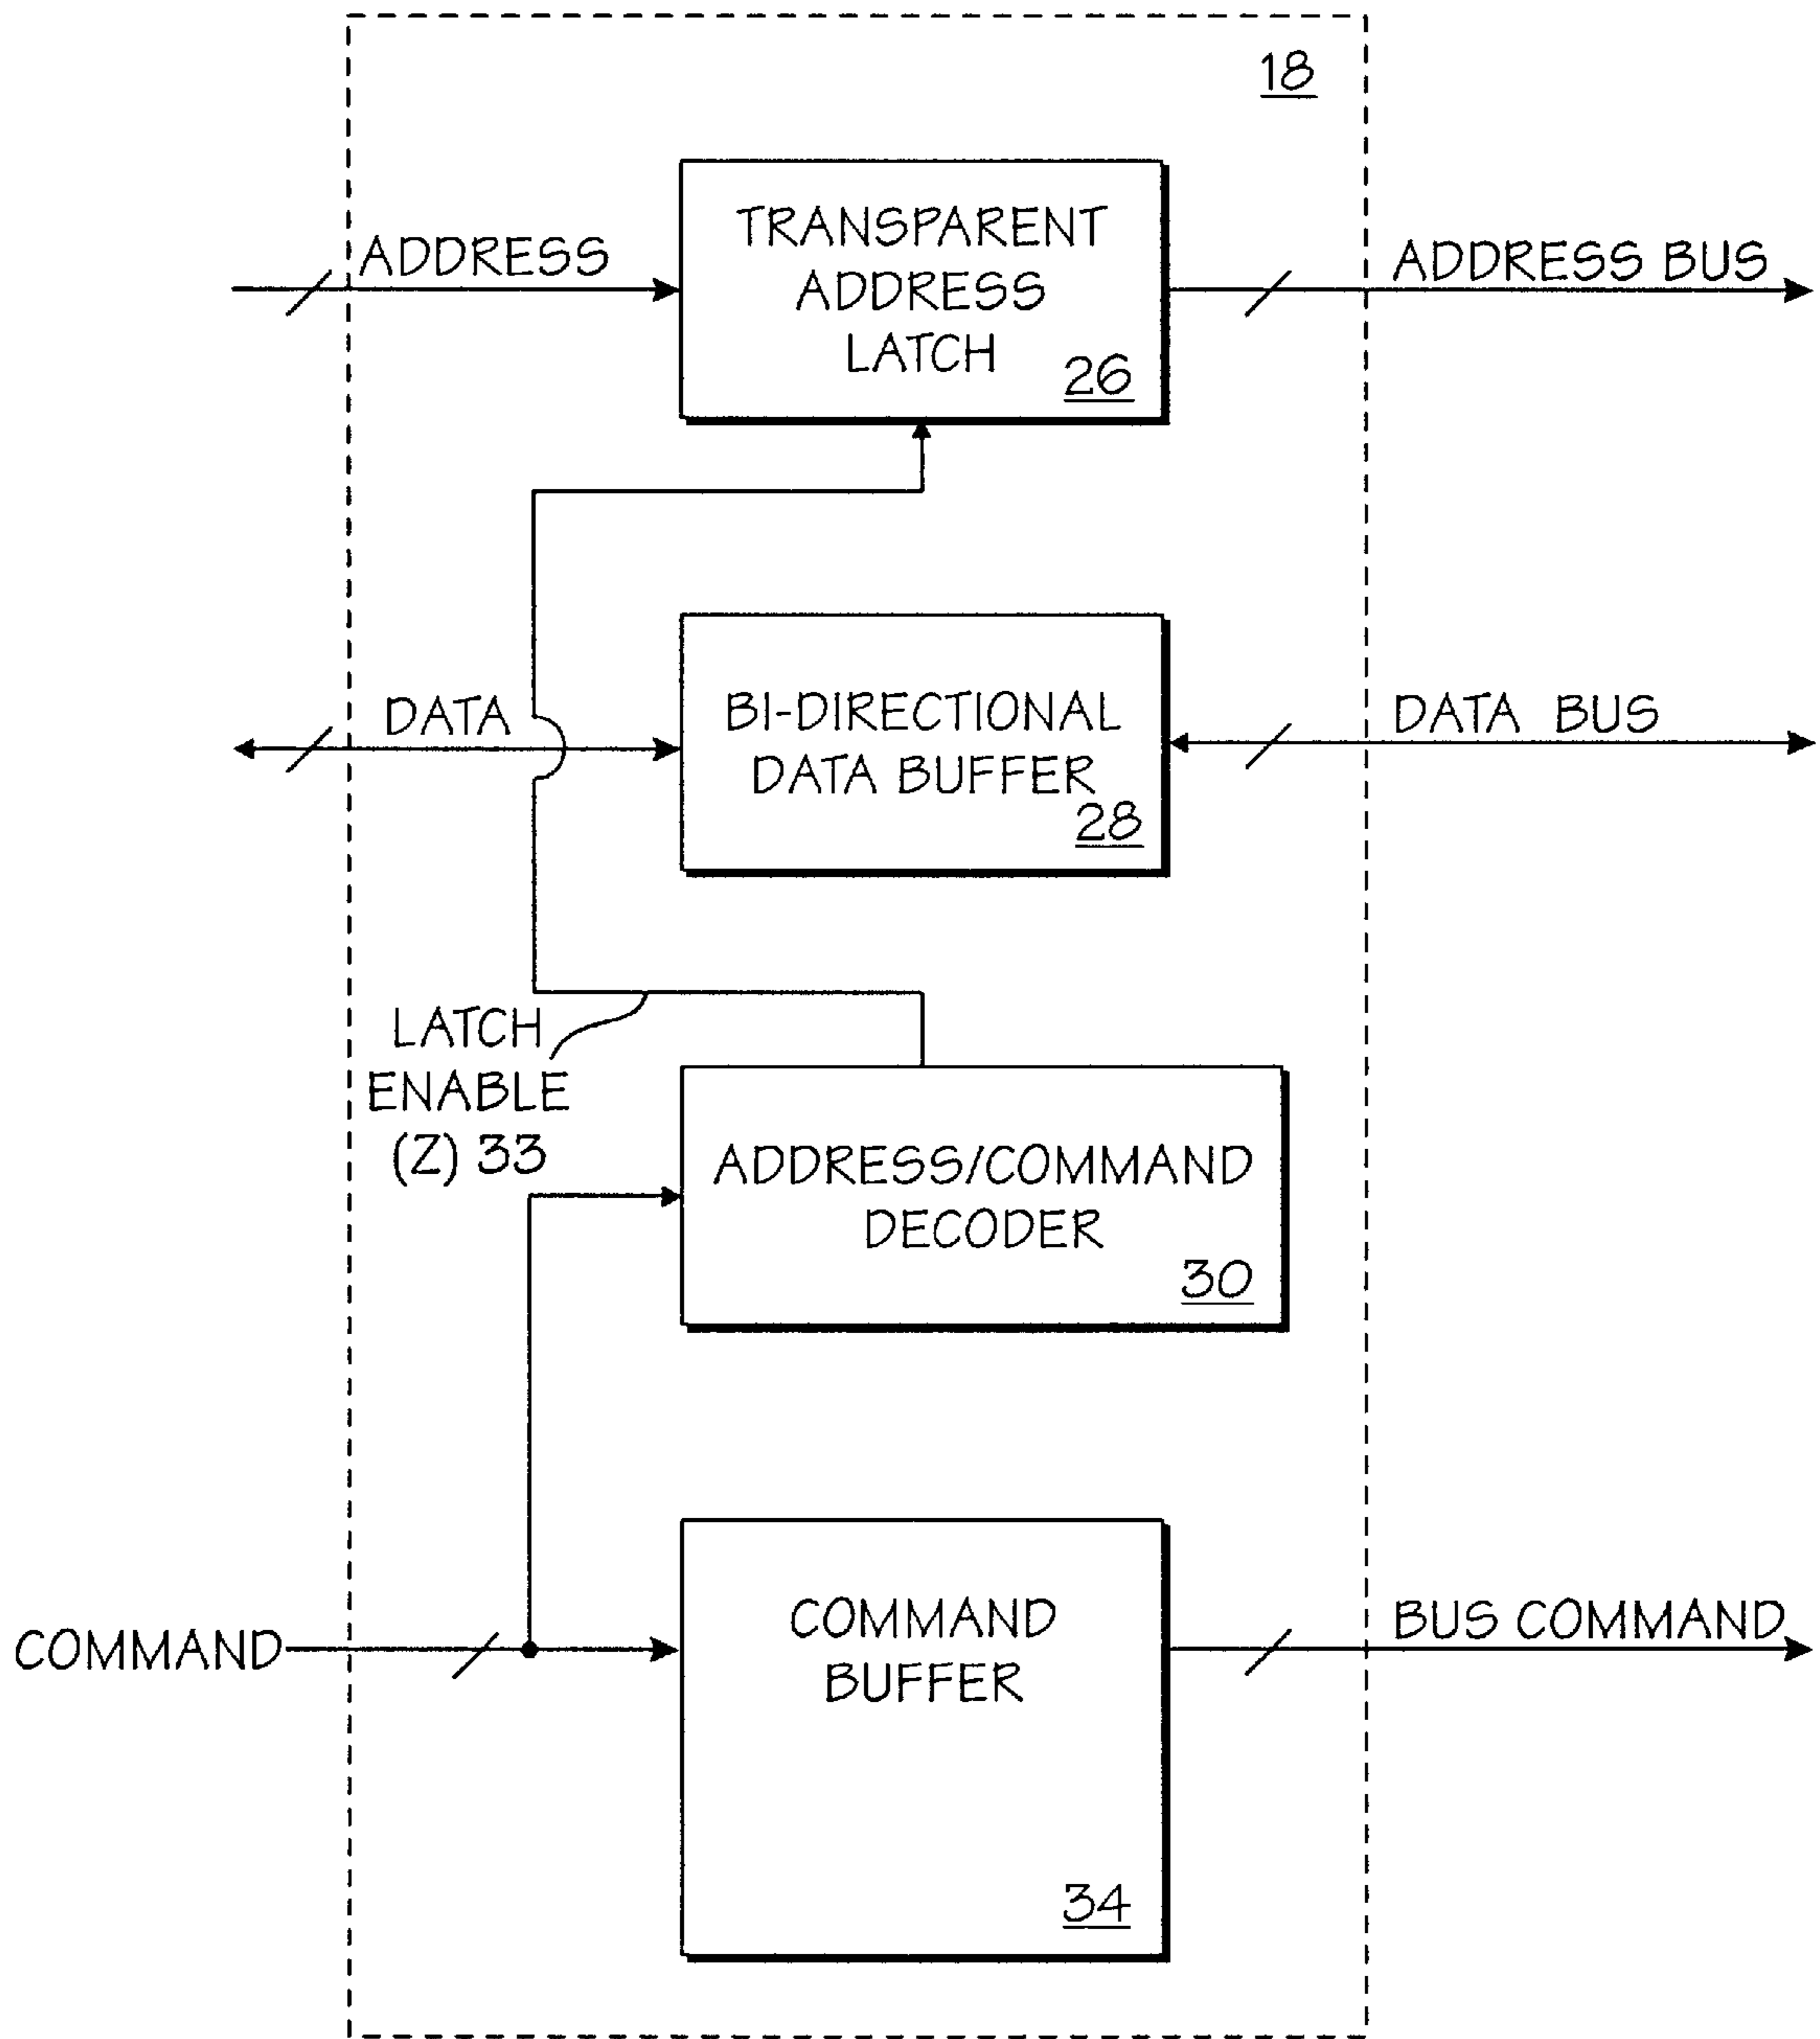 18
TRANSPARENT
ADDRESS
LATCH
26
ADDRESS
ADDRESS BUS
DATA
BI-DIRECTIONAL
DATA BUFFER
28
DATA BUS
LATCH
ENABLE
(Z) 33
ADDRESS/COMMAND
DECODER
30
COMMAND
COMMAND
BUFFER
34
BUS COMMAND